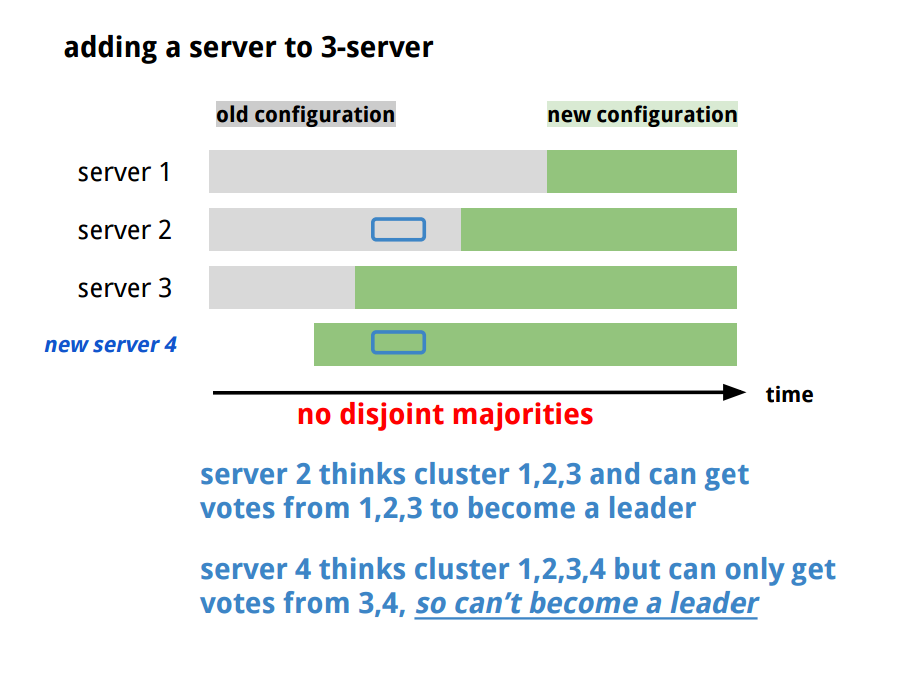 adding a server to 3-server
old configuration
new configuration
server 1
server 2
server 3
new server 4
time
no disjoint majorities
server 2 thinks cluster 1,2,3 and can get
votes from 1,2,3 to become a leader
server 4 thinks cluster 1,2,3,4 but can only get
votes from 3,4, so can’t become a leader